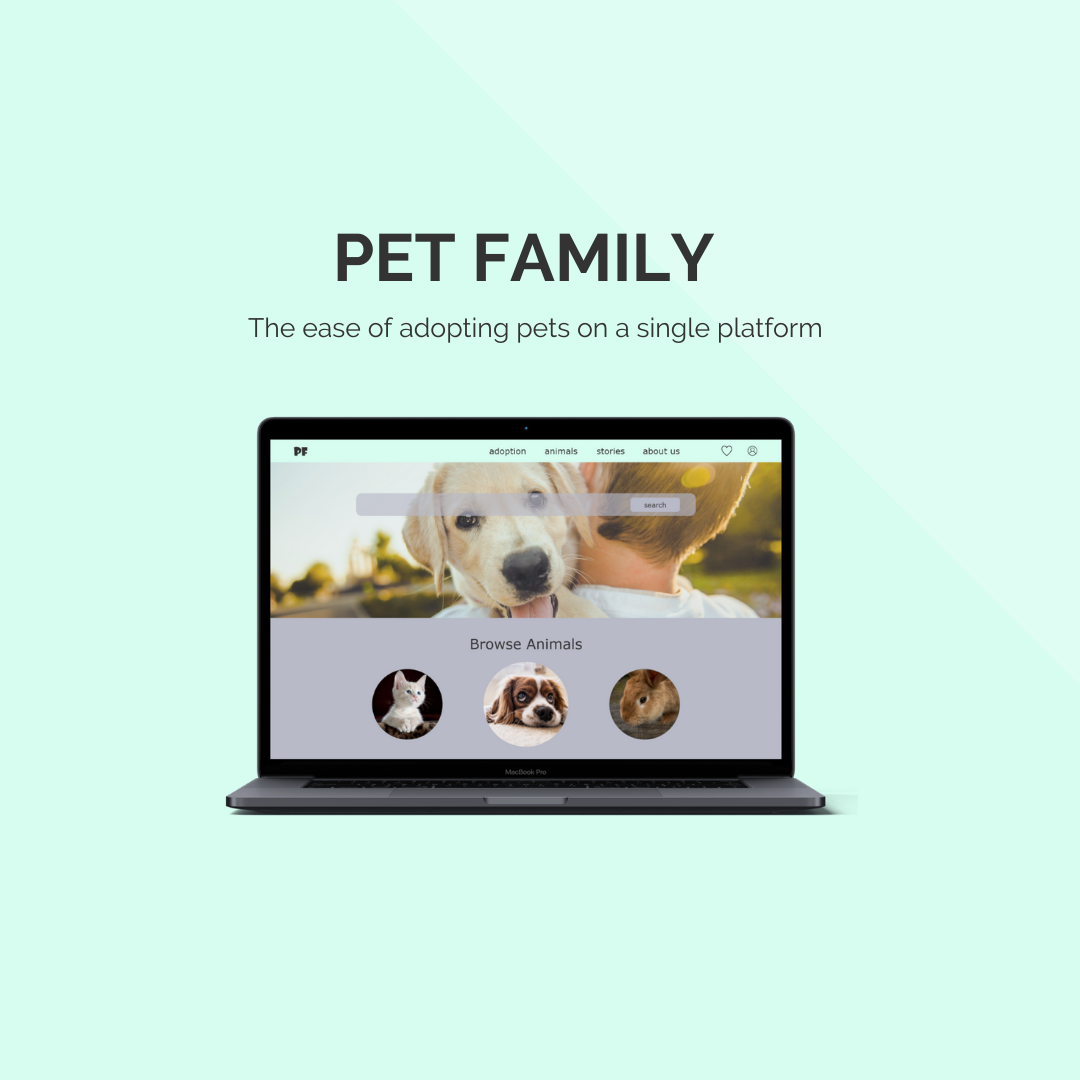 PET FAMILY
The ease of adopting pets on a single platform
PF
adoption animals stories about us
search
Browse Animals
MacBook Pro